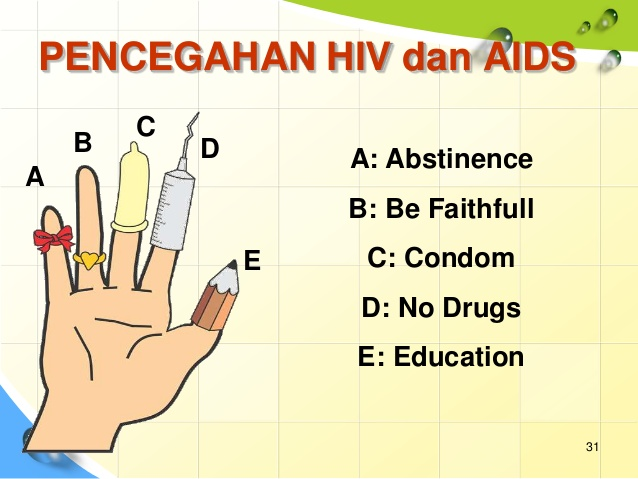 PENCEGAHAN HIV dan AIDS
A
B
C
D
E
A: Abstinence
B: Be Faithfull
C: Condom
D: No Drugs
E: Education
31